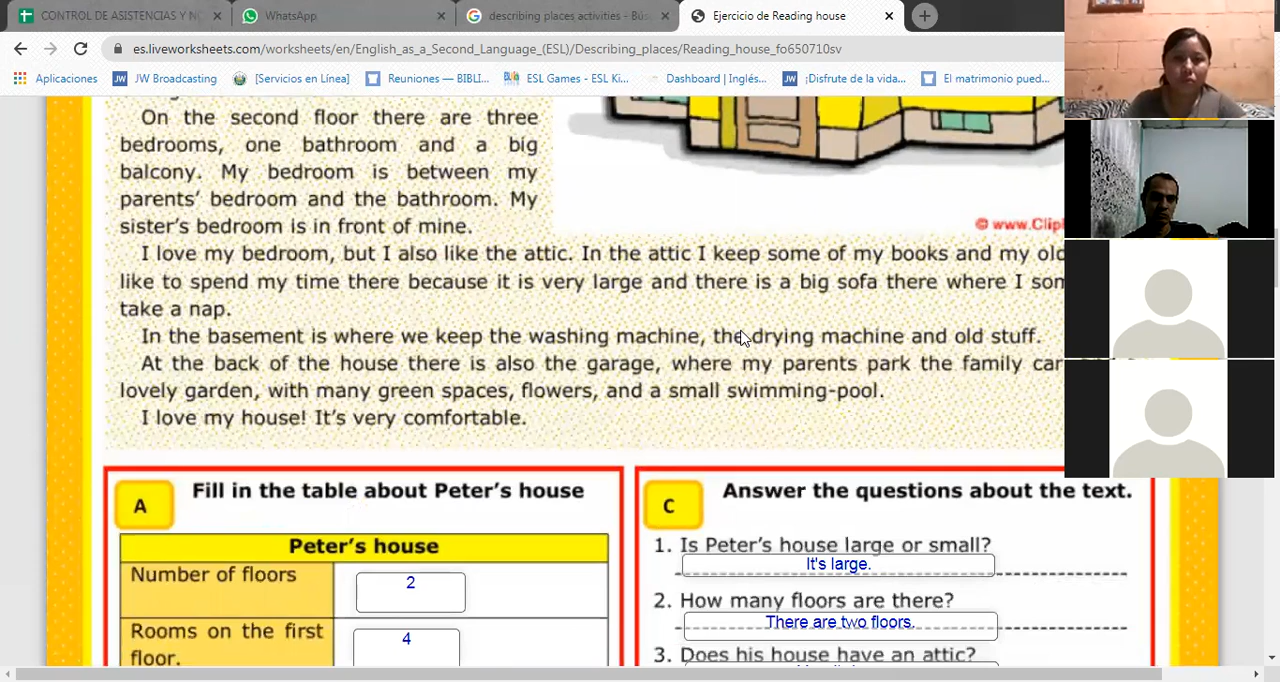 CONTROL DE ASISTENCIAS Y NO
WhatsApp
describing places activities - Bús
Ejercicio de Reading house
es.liveworksheets.com/worksheets/en/English_as_a_Second_Language_(ESL)/Describing_places/Reading_house_fo650710sv
Aplicaciones
JW Broadcasting
[Servicios en Línea]
Reuniones — BIBLI...
ESL Games - ESL Ki...
Dashboard | Inglés...
¡Disfrute de la vida...
El matrimonio pued...
On the second floor there are three
bedrooms, one bathroom and a big
balcony. My bedroom is between my
parents' bedroom and the bathroom. My
sister's bedroom is in front of mine.
© www.Clip
I love my bedroom, but I also like the attic. In the attic I keep some of my books and my old
like to spend my time there because it is very large and there is a big sofa there where I som
take a nap.
In the basement is where we keep the washing machine, the drying machine and old stuff.
At the back of the house there is also the garage, where my parents park the family car
lovely garden, with many green spaces, flowers, and a small swimming-pool.
I love my house! It's very comfortable.
A
Fill in the table about Peter's house
Peter's house
Number of floors
2
Rooms on the first
floor.
4
C
Answer the questions about the text.
1. Is Peter's house large or small?
It's large.
2. How many floors are there?
There are two floors.
3. Does his house have an attic?